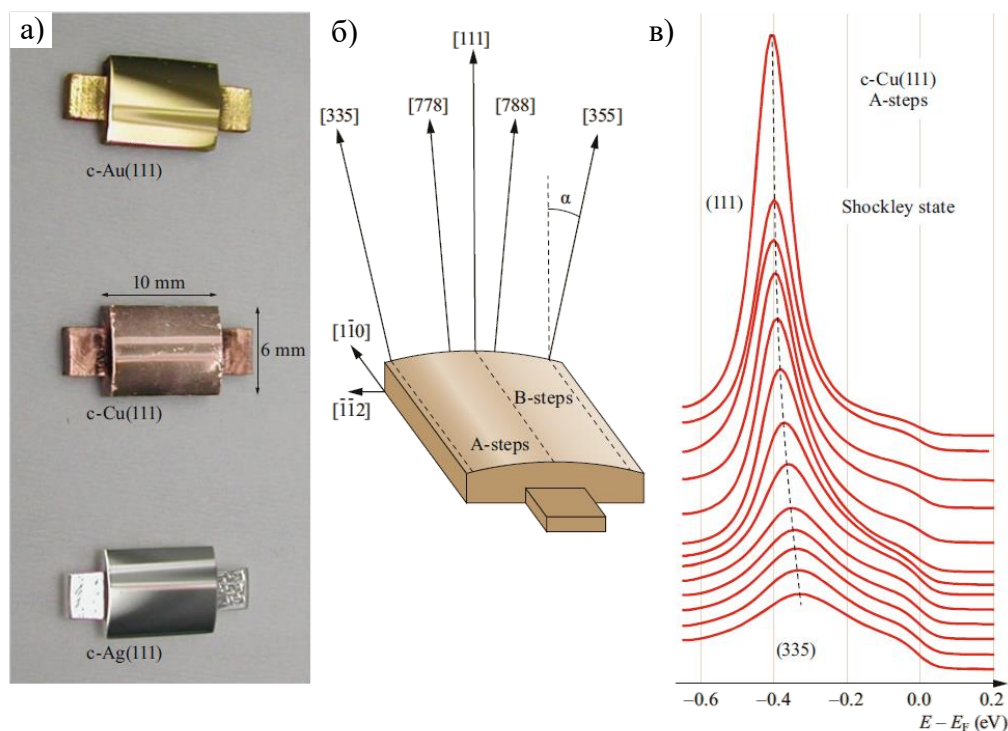 а)
c-Au(111)
10 mm
6 mm
c-Cu(111)
c-Ag(111)
б)
[111]
[335]
[778]
[788]
[355]
α
[11̄0]
[1̄1̄2]
B-steps
A-steps
в)
c-Cu(111)
A-steps
(111)
Shockley state
(335)
−0.6
−0.4
−0.2
0.0
0.2
E − E_F (eV)